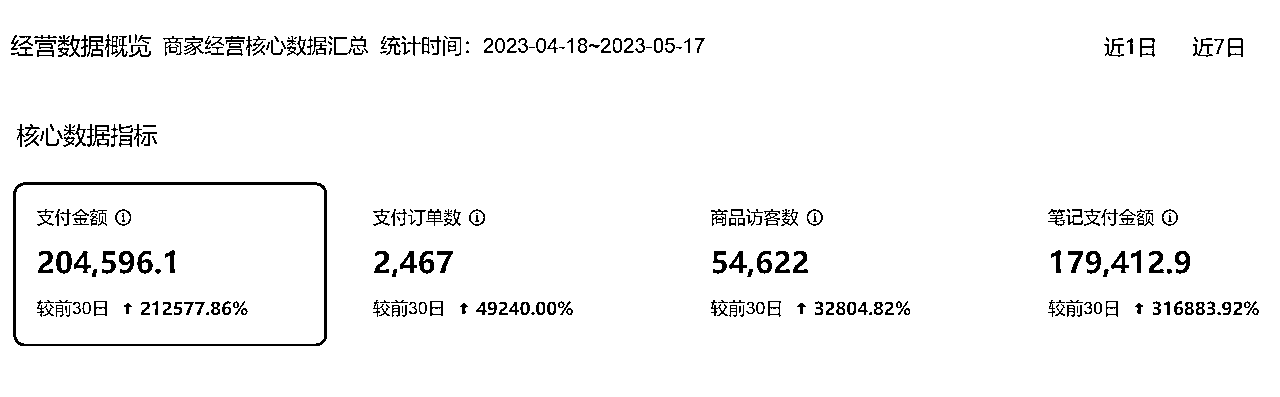 经营数据概览 商家经营核心数据汇总 统计时间：2023-04-18~2023-05-17 近1日 近7日
核心数据指标
支付金额 支付订单数 商品访客数 笔记支付金额
204,596.1 2,467 54,622 179,412.9
较前30日 ↑ 212577.86% 较前30日 ↑ 49240.00% 较前30日 ↑ 32804.82% 较前30日 ↑ 316883.92%